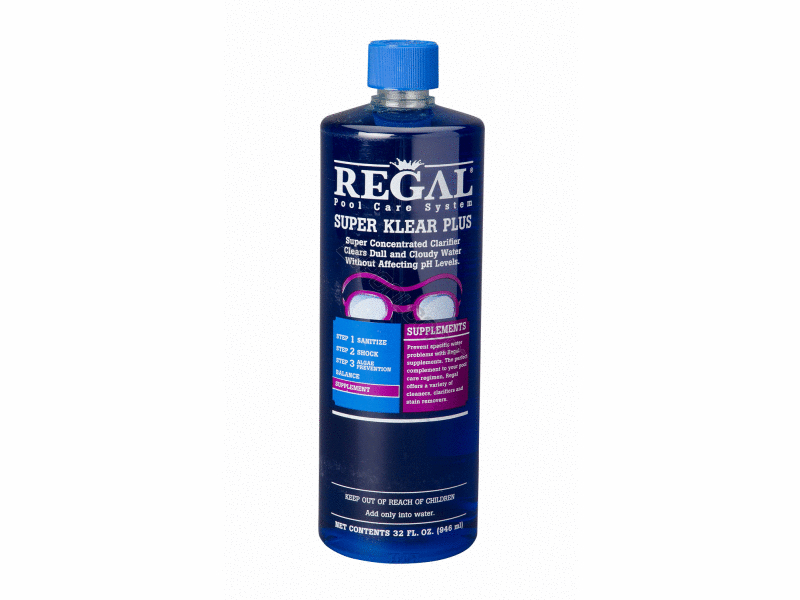 REGAL®
Pool Care System
SUPER KLEAR PLUS
Super Concentrated Clarifier
Clears Dull and Cloudy Water
Without Affecting pH Levels.
STEP 1 SANITIZE
STEP 2 SHOCK
STEP 3 ALGAE PREVENTION
BALANCE
SUPPLEMENT
SUPPLEMENTS
Prevent specific water
problems with Regal
supplements. The perfect
complement to your pool
care regimen. Regal
offers a variety of
cleaners, clarifiers and
stain removers.
KEEP OUT OF REACH OF CHILDREN
Add only into water.
NET CONTENTS 32 FL. OZ. (946 ml)